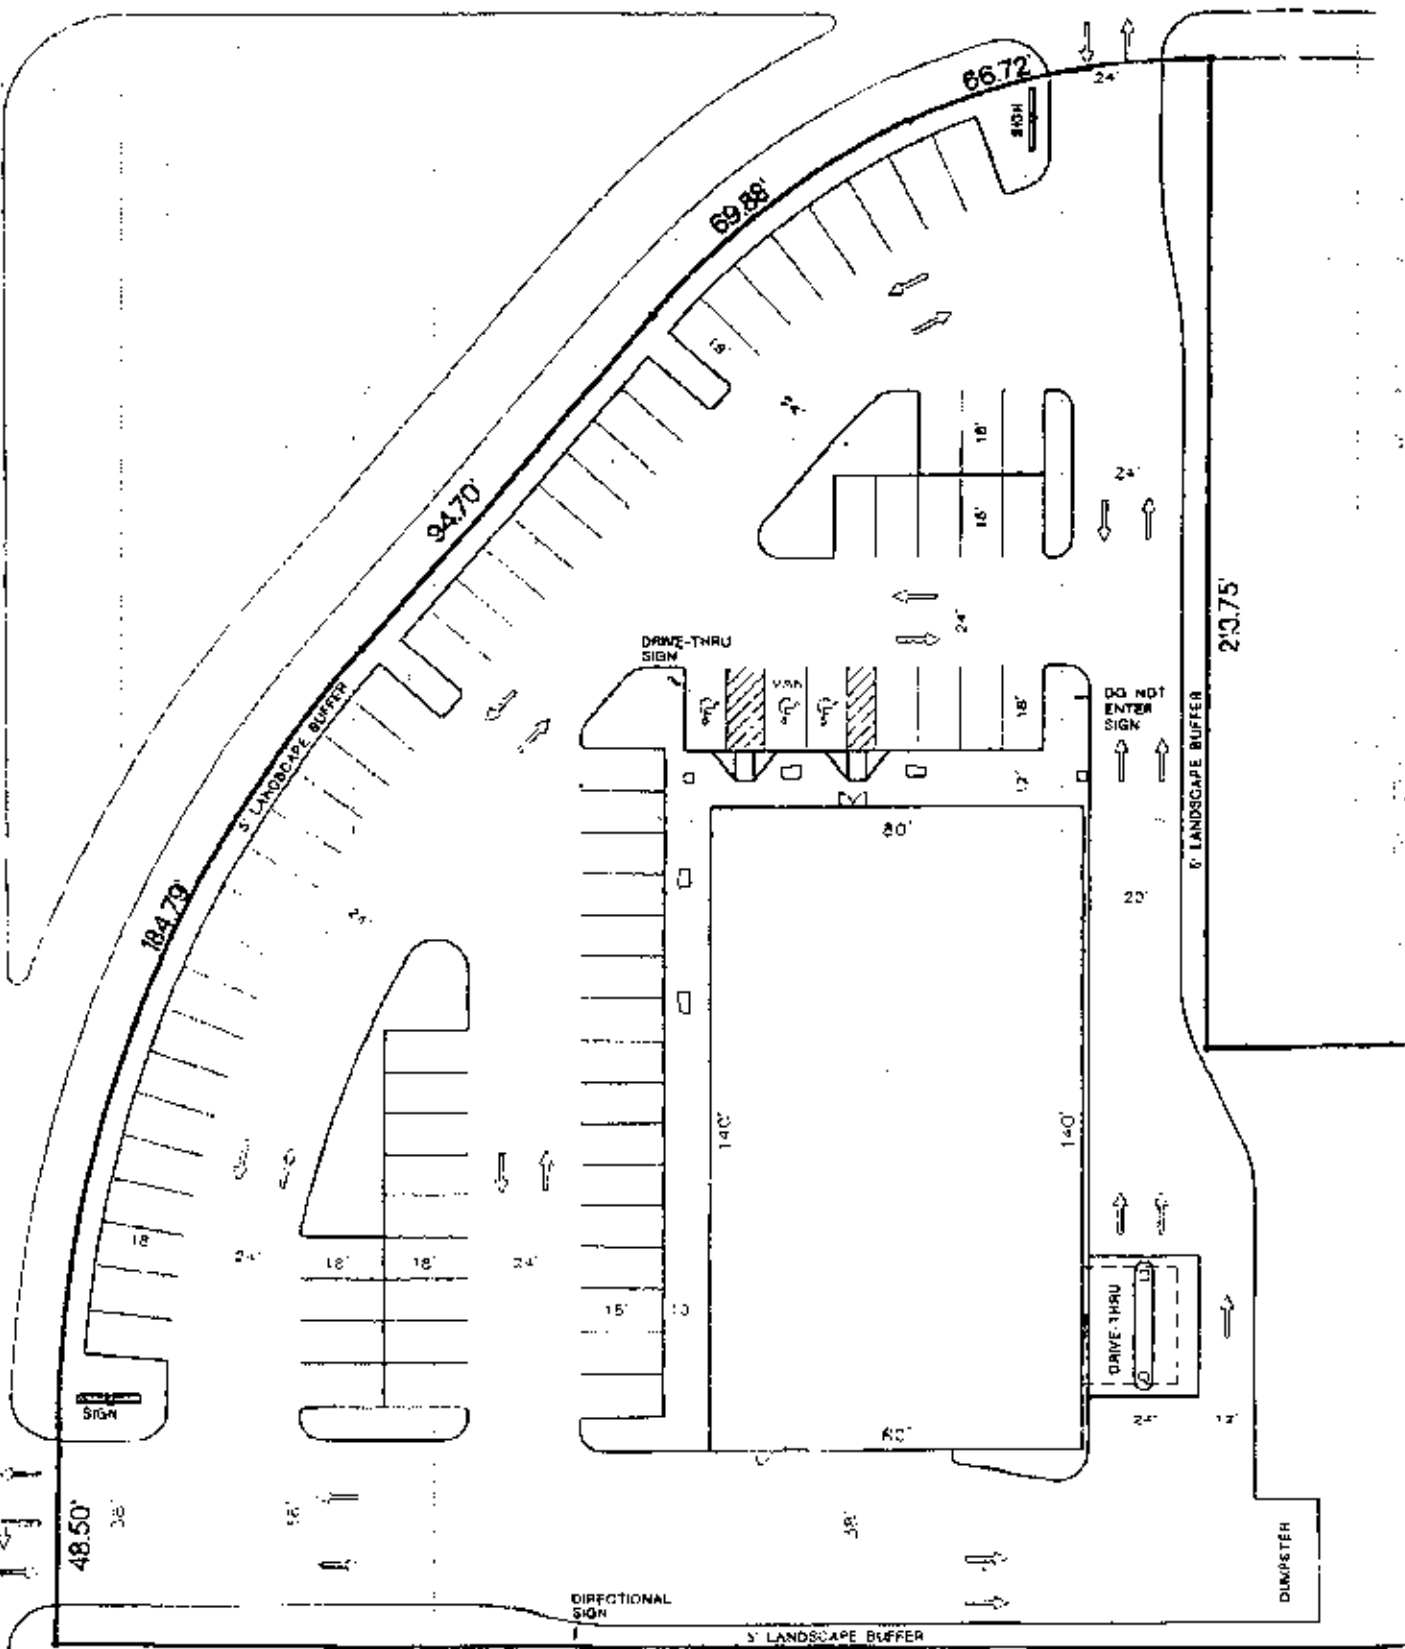 66.72'
24'
SIGN
69.88'
18'
24'
18'
24'
94.70'
18'
213.75'
24'
DRIVE-THRU
SIGN
VAN
18'
DO NOT
ENTER
SIGN
5' LANDSCAPE BUFFER
12'
5' LANDSCAPE BUFFER
80'
184.79'
24'
20'
140'
140'
18'
24'
18'
18'
24'
18'
10
DRIVE-THRU
SIGN
24'
12'
80'
48.50'
38'
38'
38'
DUMPSTER
DIRECTIONAL
SIGN
5' LANDSCAPE BUFFER